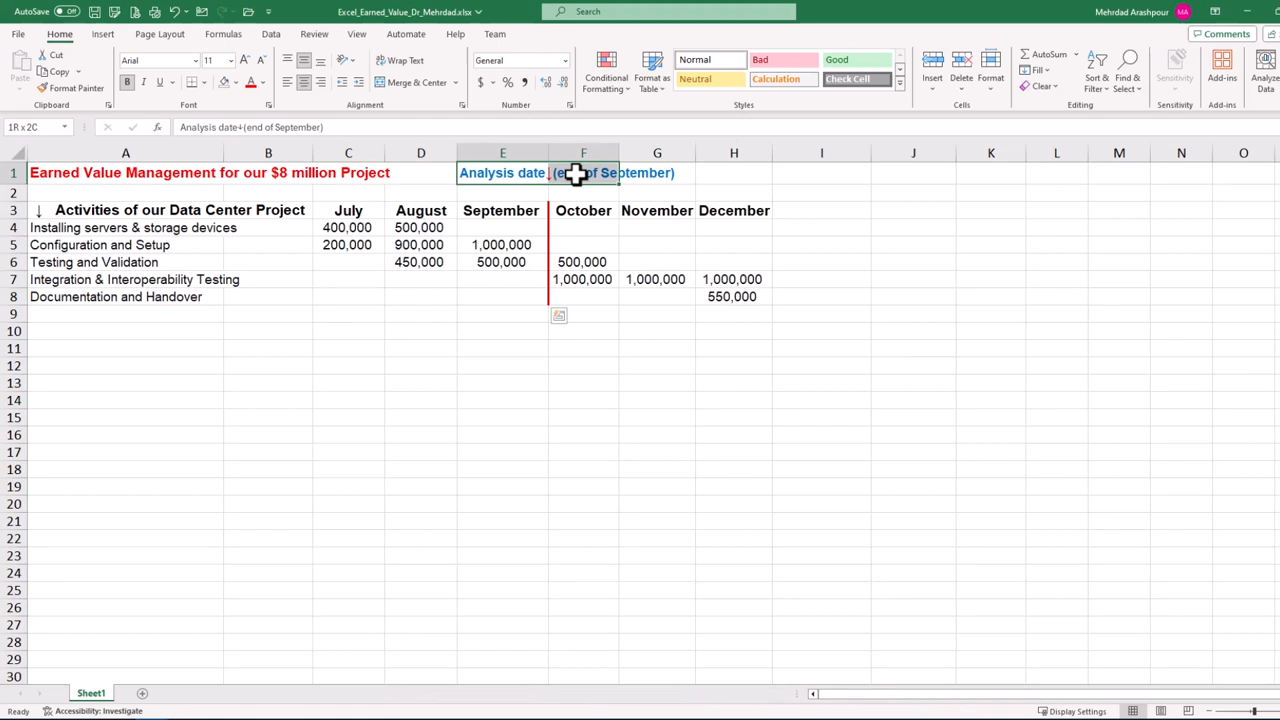 AutoSave Off Excel_Earned_Value_Dr_Mehrdad.xlsx Search Mehrdad Arashpour MA
File Home Insert Page Layout Formulas Data Review View Automate Help Team Comments
Paste Cut Copy Format Painter Clipboard
Arial 11 B I U Font
Wrap Text Merge & Center Alignment
General $ % , Number
Conditional Formatting Format as Table Normal Bad Good Neutral Calculation Check Cell Styles
Insert Delete Format Cells
AutoSum Fill Clear Sort & Filter Find & Select Editing
Sensitivity Sensitivity Add-ins Add-ins Analyze Data
1R x 2C fx Analysis date↓(end of September)
A B C D E F G H I J K L M N O
1 Earned Value Management for our $8 million Project Analysis date↓(e of September)
2
3 ↓ Activities of our Data Center Project July August September October November December
4 Installing servers & storage devices 400,000 500,000
5 Configuration and Setup 200,000 900,000 1,000,000
6 Testing and Validation 450,000 500,000 500,000
7 Integration & Interoperability Testing 1,000,000 1,000,000 1,000,000
8 Documentation and Handover 550,000
9
10
11
12
13
14
15
16
17
18
19
20
21
22
23
24
25
26
27
28
29
30
Sheet1
Ready Accessibility: Investigate Display Settings